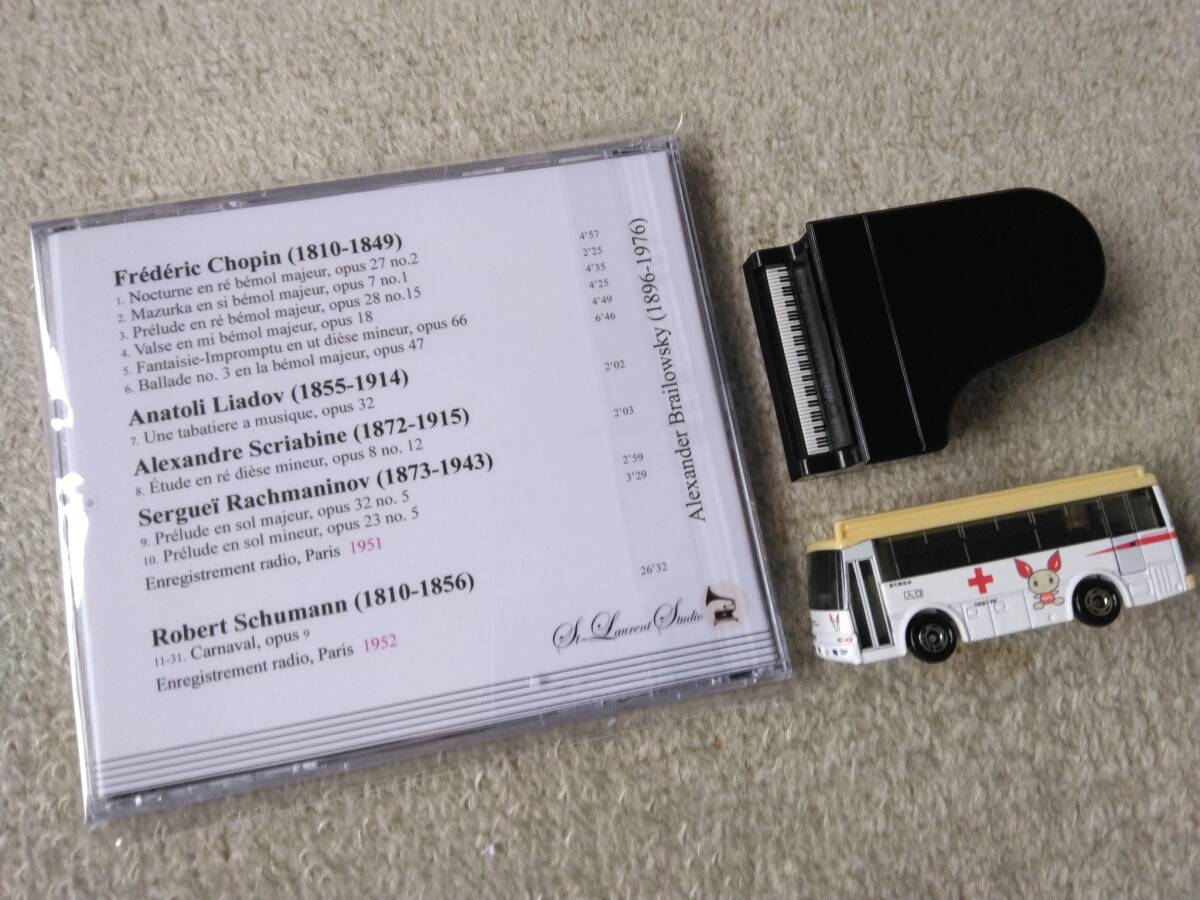 Frédéric Chopin (1810-1849)
1. Nocturne en ré bémol majeur, opus 27 no.2 4'57
2. Mazurka en si bémol majeur, opus 7 no.1 2'25
3. Prélude en ré bémol majeur, opus 28 no.15 4'35
4. Valse en mi bémol majeur, opus 18 4'25
5. Fantaisie-Impromptu en ut dièse mineur, opus 66 4'49
6. Ballade no. 3 en la bémol majeur, opus 47 6'46
Anatoli Liadov (1855-1914)
7. Une tabatiere a musique, opus 32 2'02
Alexandre Scriabine (1872-1915)
8. Étude en ré dièse mineur, opus 8 no. 12 2'03
Sergueï Rachmaninov (1873-1943)
9. Prélude en sol majeur, opus 32 no. 5 2'59
10. Prélude en sol mineur, opus 23 no. 5 3'29
Enregistrement radio, Paris 1951
Robert Schumann (1810-1856)
11-31. Carnaval, opus 9 26'32
Enregistrement radio, Paris 1952
St-Laurent Studio
Alexander Brailowsky (1896-1976)
入口